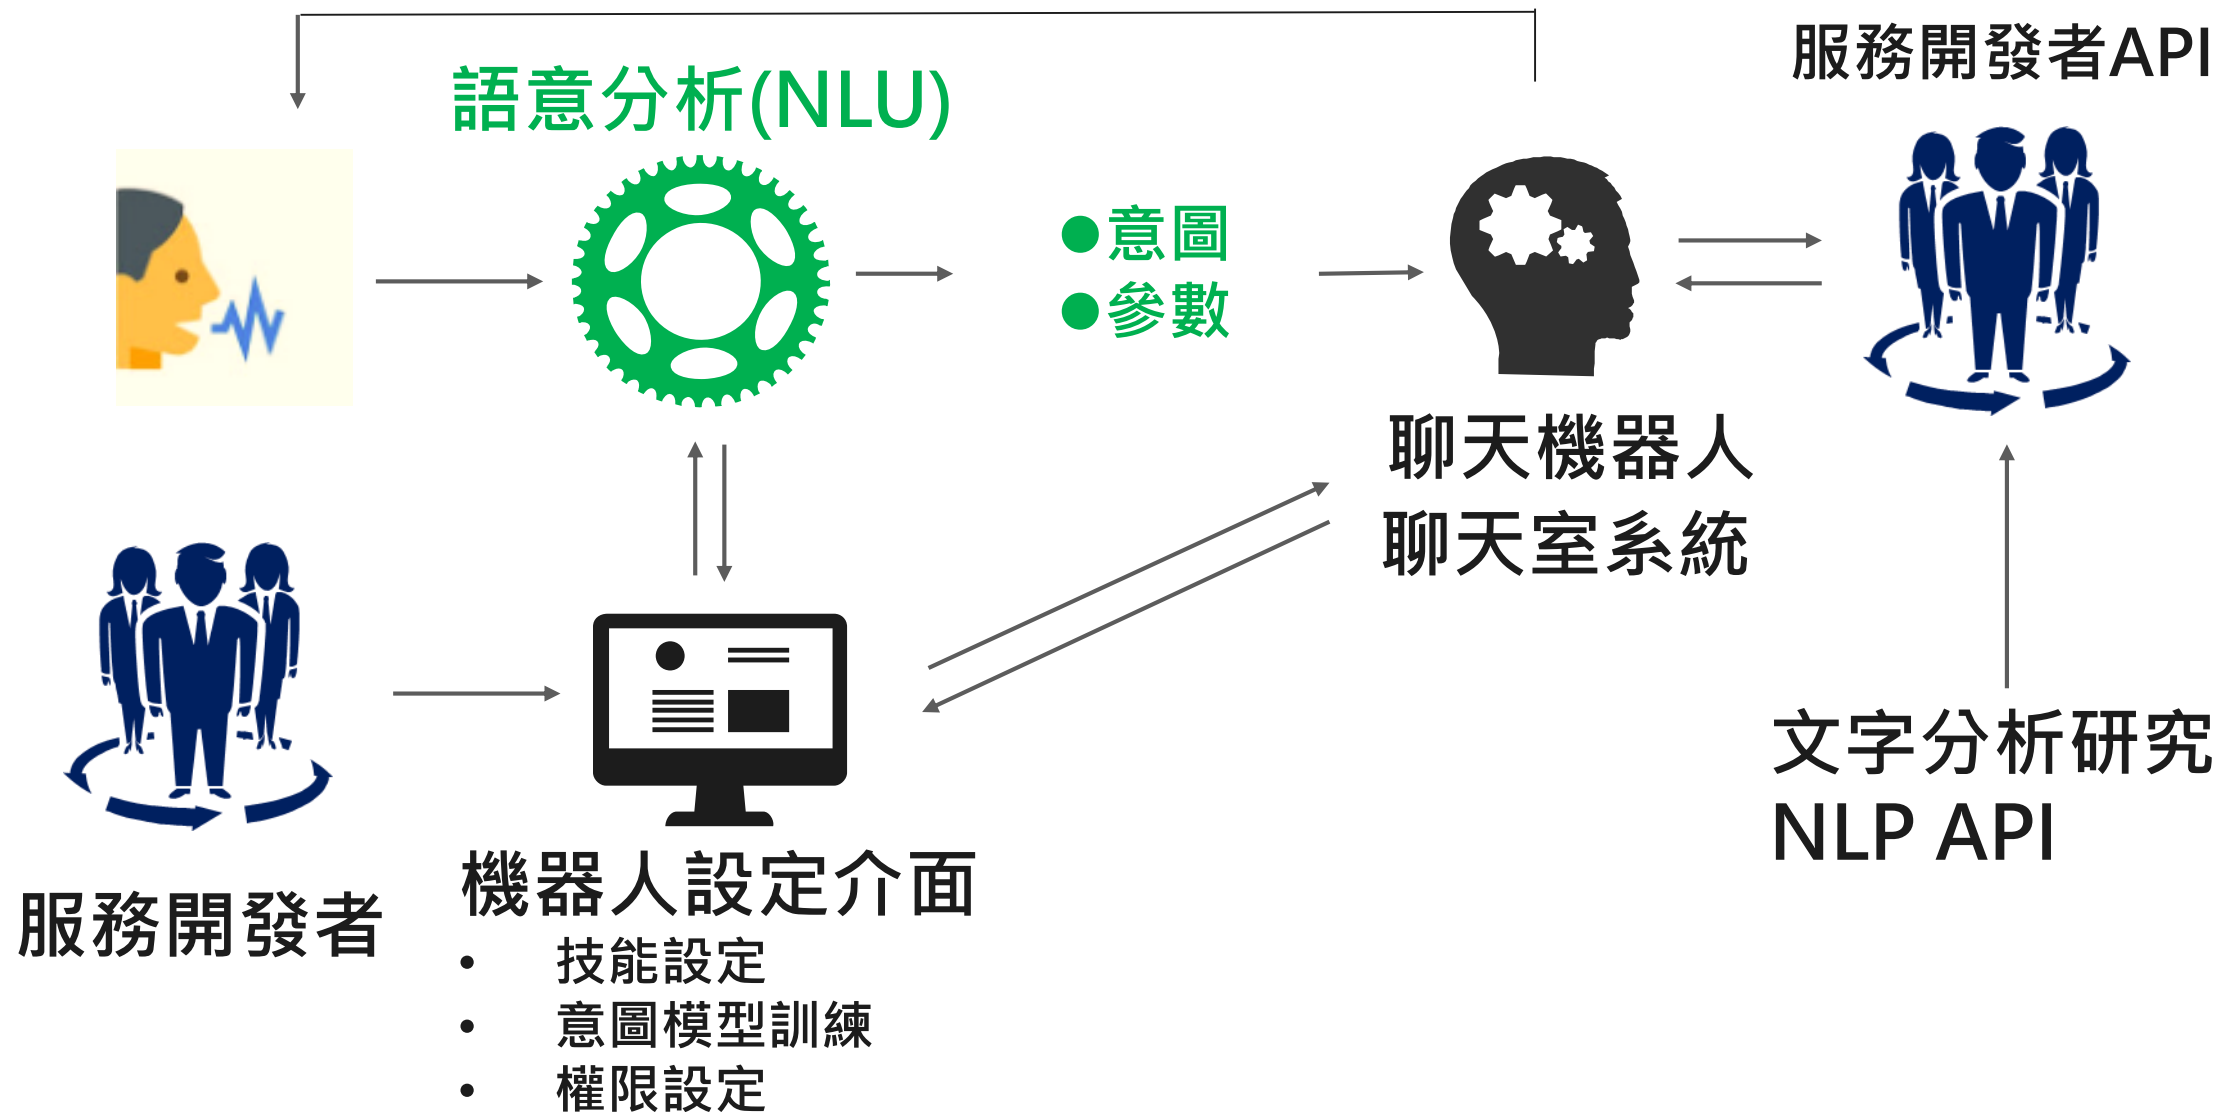 服務開發者API
語意分析(NLU)
●意圖
●參數
聊天機器人
聊天室系統
文字分析研究
NLP API
服務開發者
機器人設定介面
• 技能設定
• 意圖模型訓練
• 權限設定